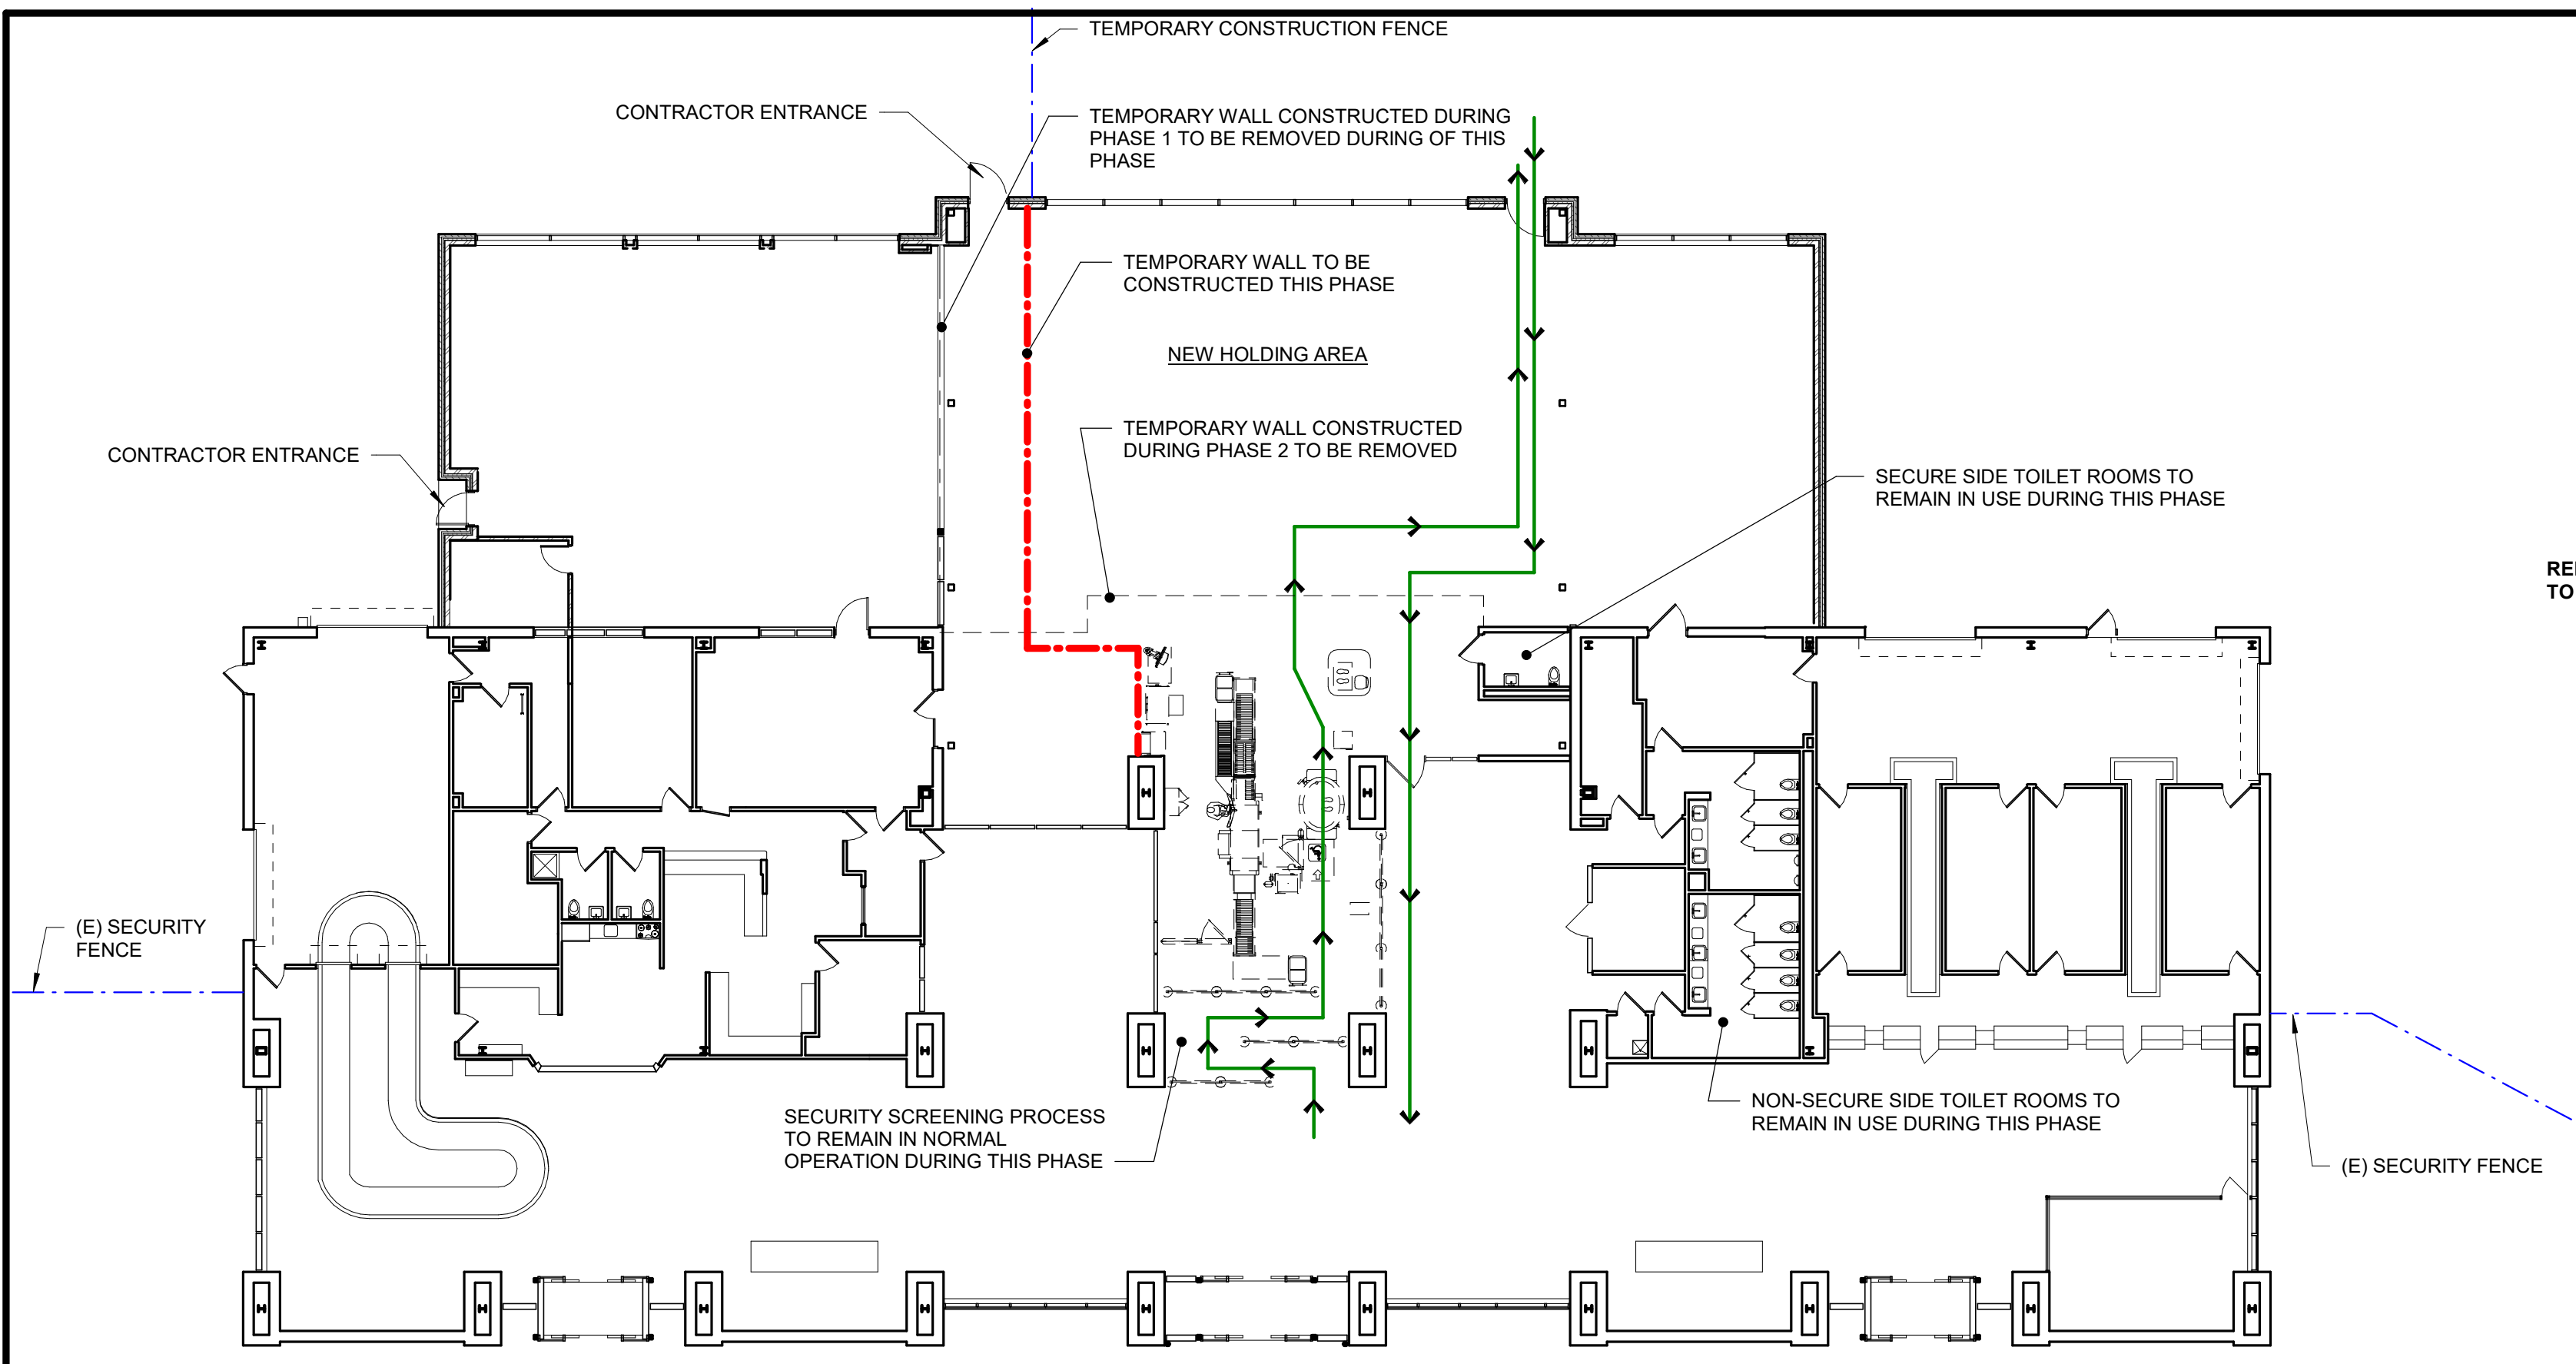 TEMPORARY CONSTRUCTION FENCE
CONTRACTOR ENTRANCE
TEMPORARY WALL CONSTRUCTED DURING
PHASE 1 TO BE REMOVED DURING OF THIS
PHASE
TEMPORARY WALL TO BE
CONSTRUCTED THIS PHASE
NEW HOLDING AREA
TEMPORARY WALL CONSTRUCTED
DURING PHASE 2 TO BE REMOVED
CONTRACTOR ENTRANCE
SECURE SIDE TOILET ROOMS TO
REMAIN IN USE DURING THIS PHASE
TO
(E) SECURITY
FENCE
SECURITY SCREENING PROCESS
TO REMAIN IN NORMAL
OPERATION DURING THIS PHASE
NON-SECURE SIDE TOILET ROOMS TO
REMAIN IN USE DURING THIS PHASE
(E) SECURITY FENCE